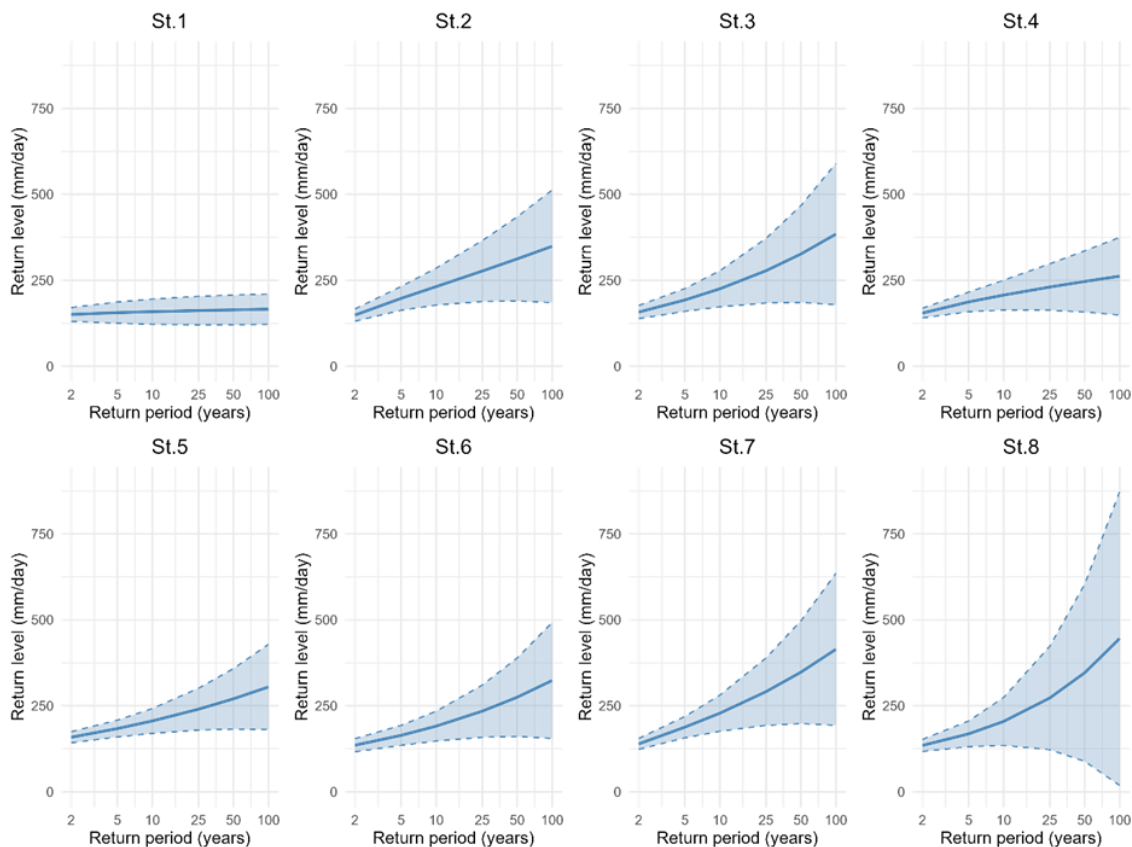 St.1
St.2
St.3
St.4
Return level (mm/day)
750
500
250
0
2 5 10 25 50 100
Return period (years)
Return level (mm/day)
750
500
250
0
2 5 10 25 50 100
Return period (years)
Return level (mm/day)
750
500
250
0
2 5 10 25 50 100
Return period (years)
Return level (mm/day)
750
500
250
0
2 5 10 25 50 100
Return period (years)
St.5
St.6
St.7
St.8
Return level (mm/day)
750
500
250
0
2 5 10 25 50 100
Return period (years)
Return level (mm/day)
750
500
250
0
2 5 10 25 50 100
Return period (years)
Return level (mm/day)
750
500
250
0
2 5 10 25 50 100
Return period (years)
Return level (mm/day)
750
500
250
0
2 5 10 25 50 100
Return period (years)